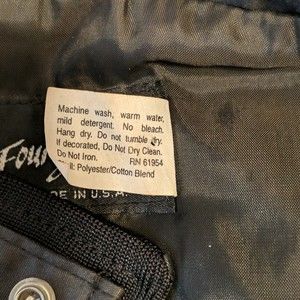 Machine wash, warm water,
mild detergent. No bleach.
Hang dry. Do not tumble dry.
If decorated, Do Not Dry Clean.
Do Not Iron. RN 61954
Polyester/Cotton Blend
IN U.S.A.